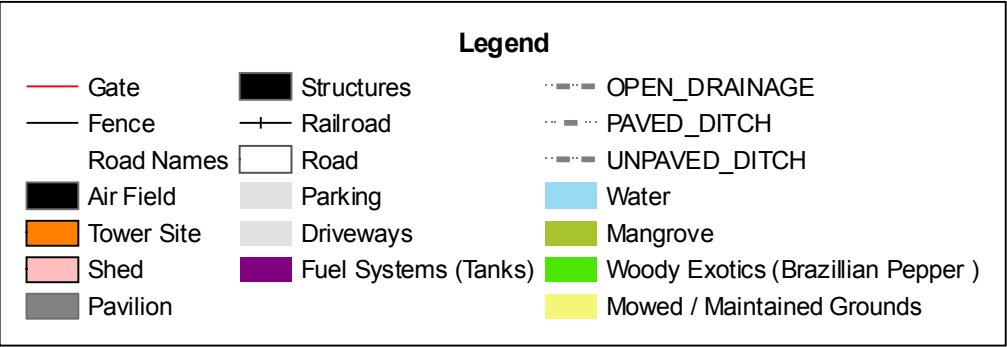 Legend
Gate
Fence
Road Names
Air Field
Tower Site
Shed
Pavilion
Structures
Railroad
Road
Parking
Driveways
Fuel Systems (Tanks)
OPEN_DRAINAGE
PAVED_DITCH
UNPAVED_DITCH
Water
Mangrove
Woody Exotics (Brazillian Pepper )
Mowed / Maintained Grounds